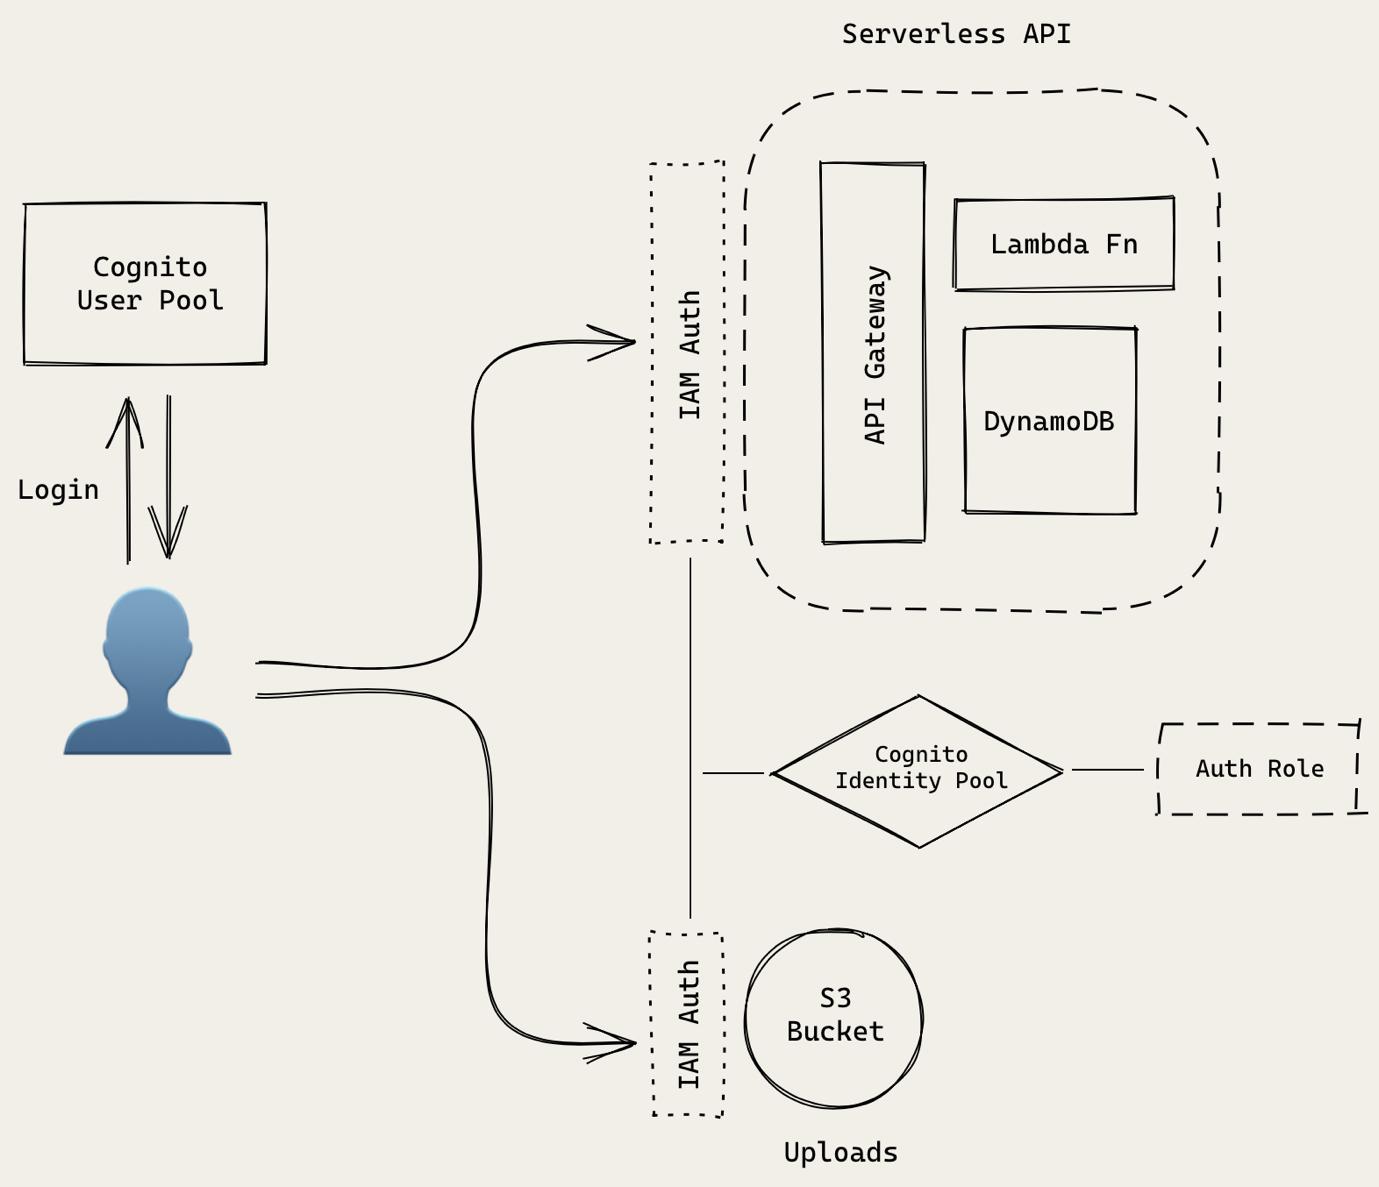 Serverless API
Cognito
User Pool
Login
IAM Auth
API Gateway
Lambda Fn
DynamoDB
Cognito
Identity Pool
Auth Role
IAM Auth
S3
Bucket
Uploads